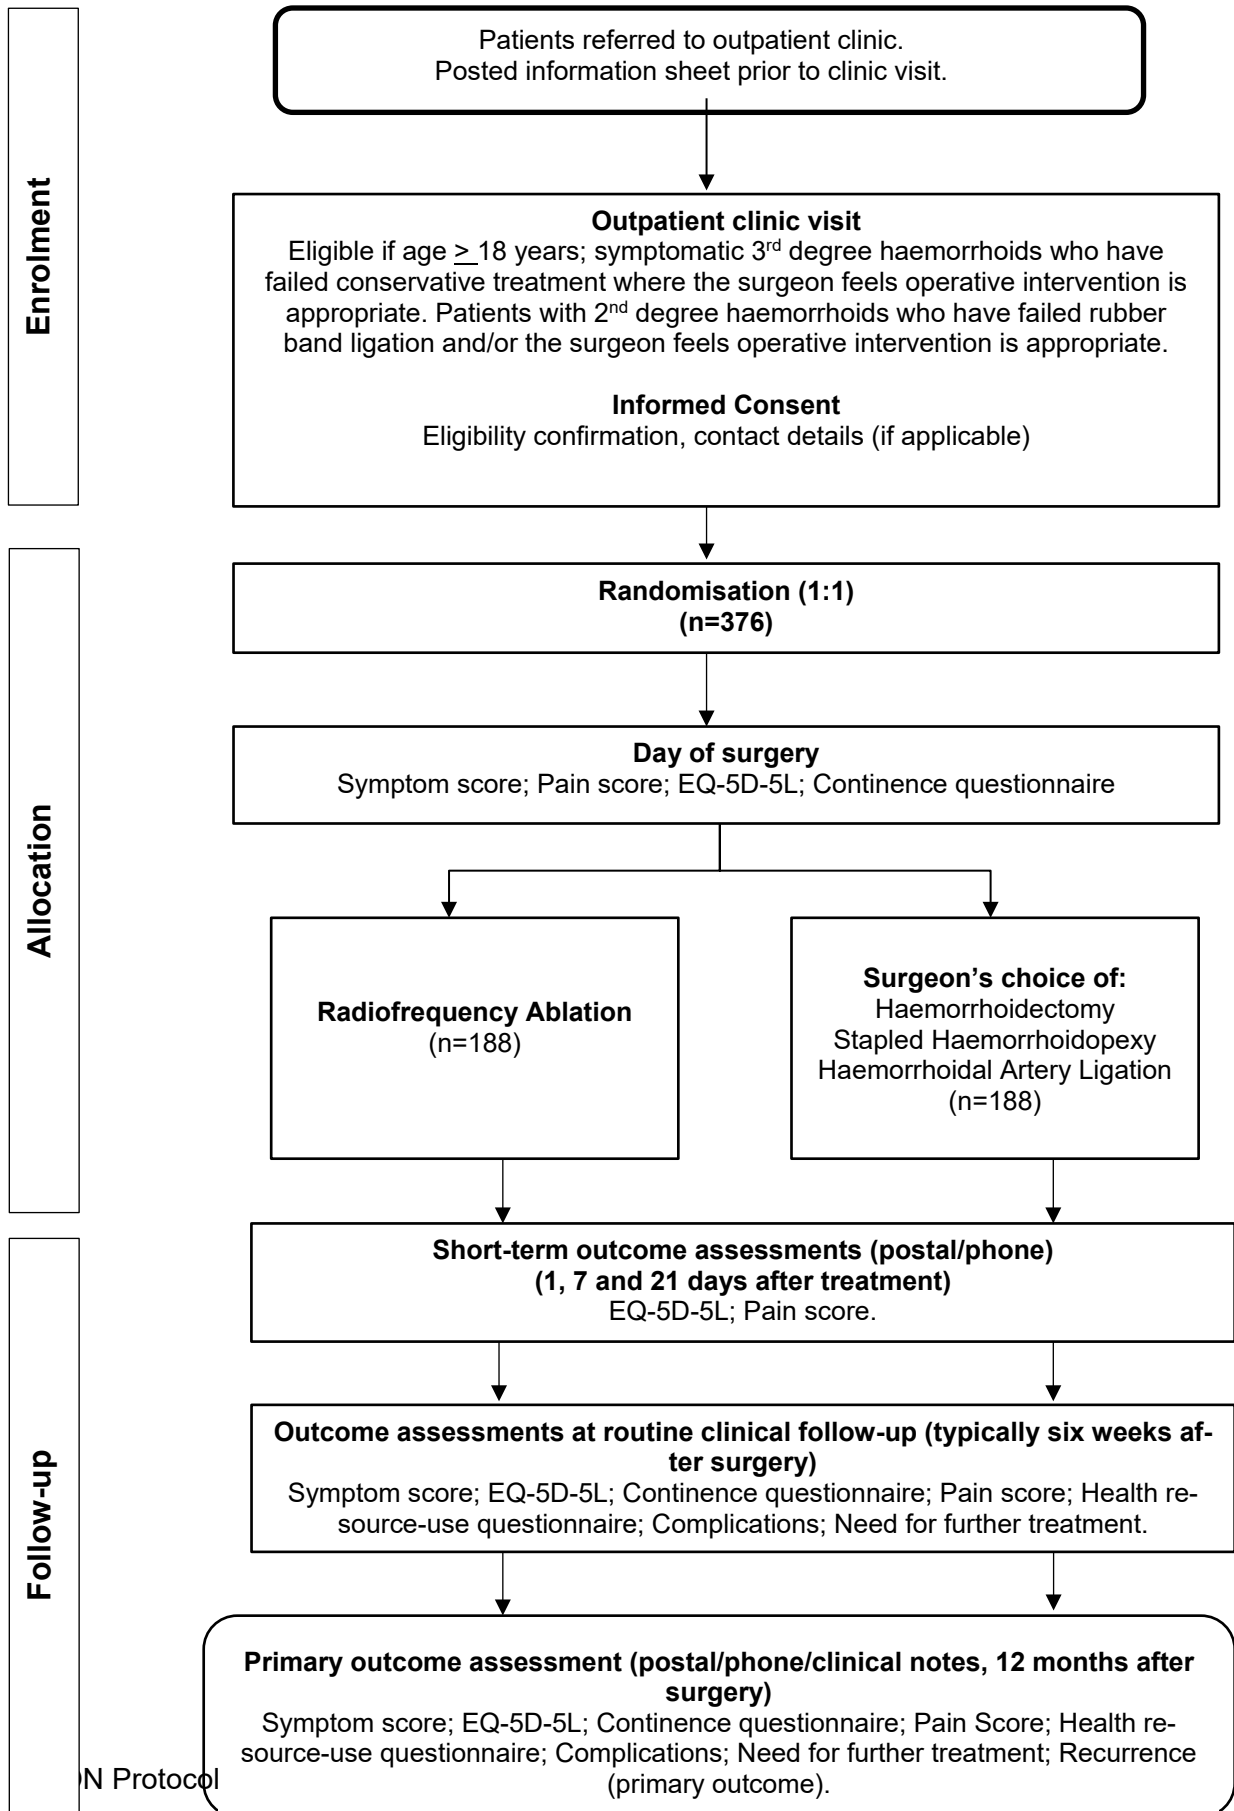 Patients referred to outpatient clinic.
Posted information sheet prior to clinic visit.
Enrolment
Outpatient clinic visit
Eligible if age > 18 years; symptomatic 3rd degree haemorrhoids who have
failed conservative treatment where the surgeon feels operative intervention is
appropriate. Patients with 2nd degree haemorrhoids who have failed rubber
band ligation and/or the surgeon feels operative intervention is appropriate.
Informed Consent
Eligibility confirmation, contact details (if applicable)
Allocation
Randomisation (1:1)
(n=376)
Day of surgery
Symptom score; Pain score; EQ-5D-5L; Continence questionnaire
Radiofrequency Ablation
(n=188)
Surgeon’s choice of:
Haemorrhoidectomy
Stapled Haemorrhoidopexy
Haemorrhoidal Artery Ligation
(n=188)
Follow-up
Short-term outcome assessments (postal/phone)
(1, 7 and 21 days after treatment)
EQ-5D-5L; Pain score.
Outcome assessments at routine clinical follow-up (typically six weeks af-
ter surgery)
Symptom score; EQ-5D-5L; Continence questionnaire; Pain score; Health re-
source-use questionnaire; Complications; Need for further treatment.
Primary outcome assessment (postal/phone/clinical notes, 12 months after
surgery)
Symptom score; EQ-5D-5L; Continence questionnaire; Pain Score; Health re-
source-use questionnaire; Complications; Need for further treatment; Recurrence
(primary outcome).
Protocol